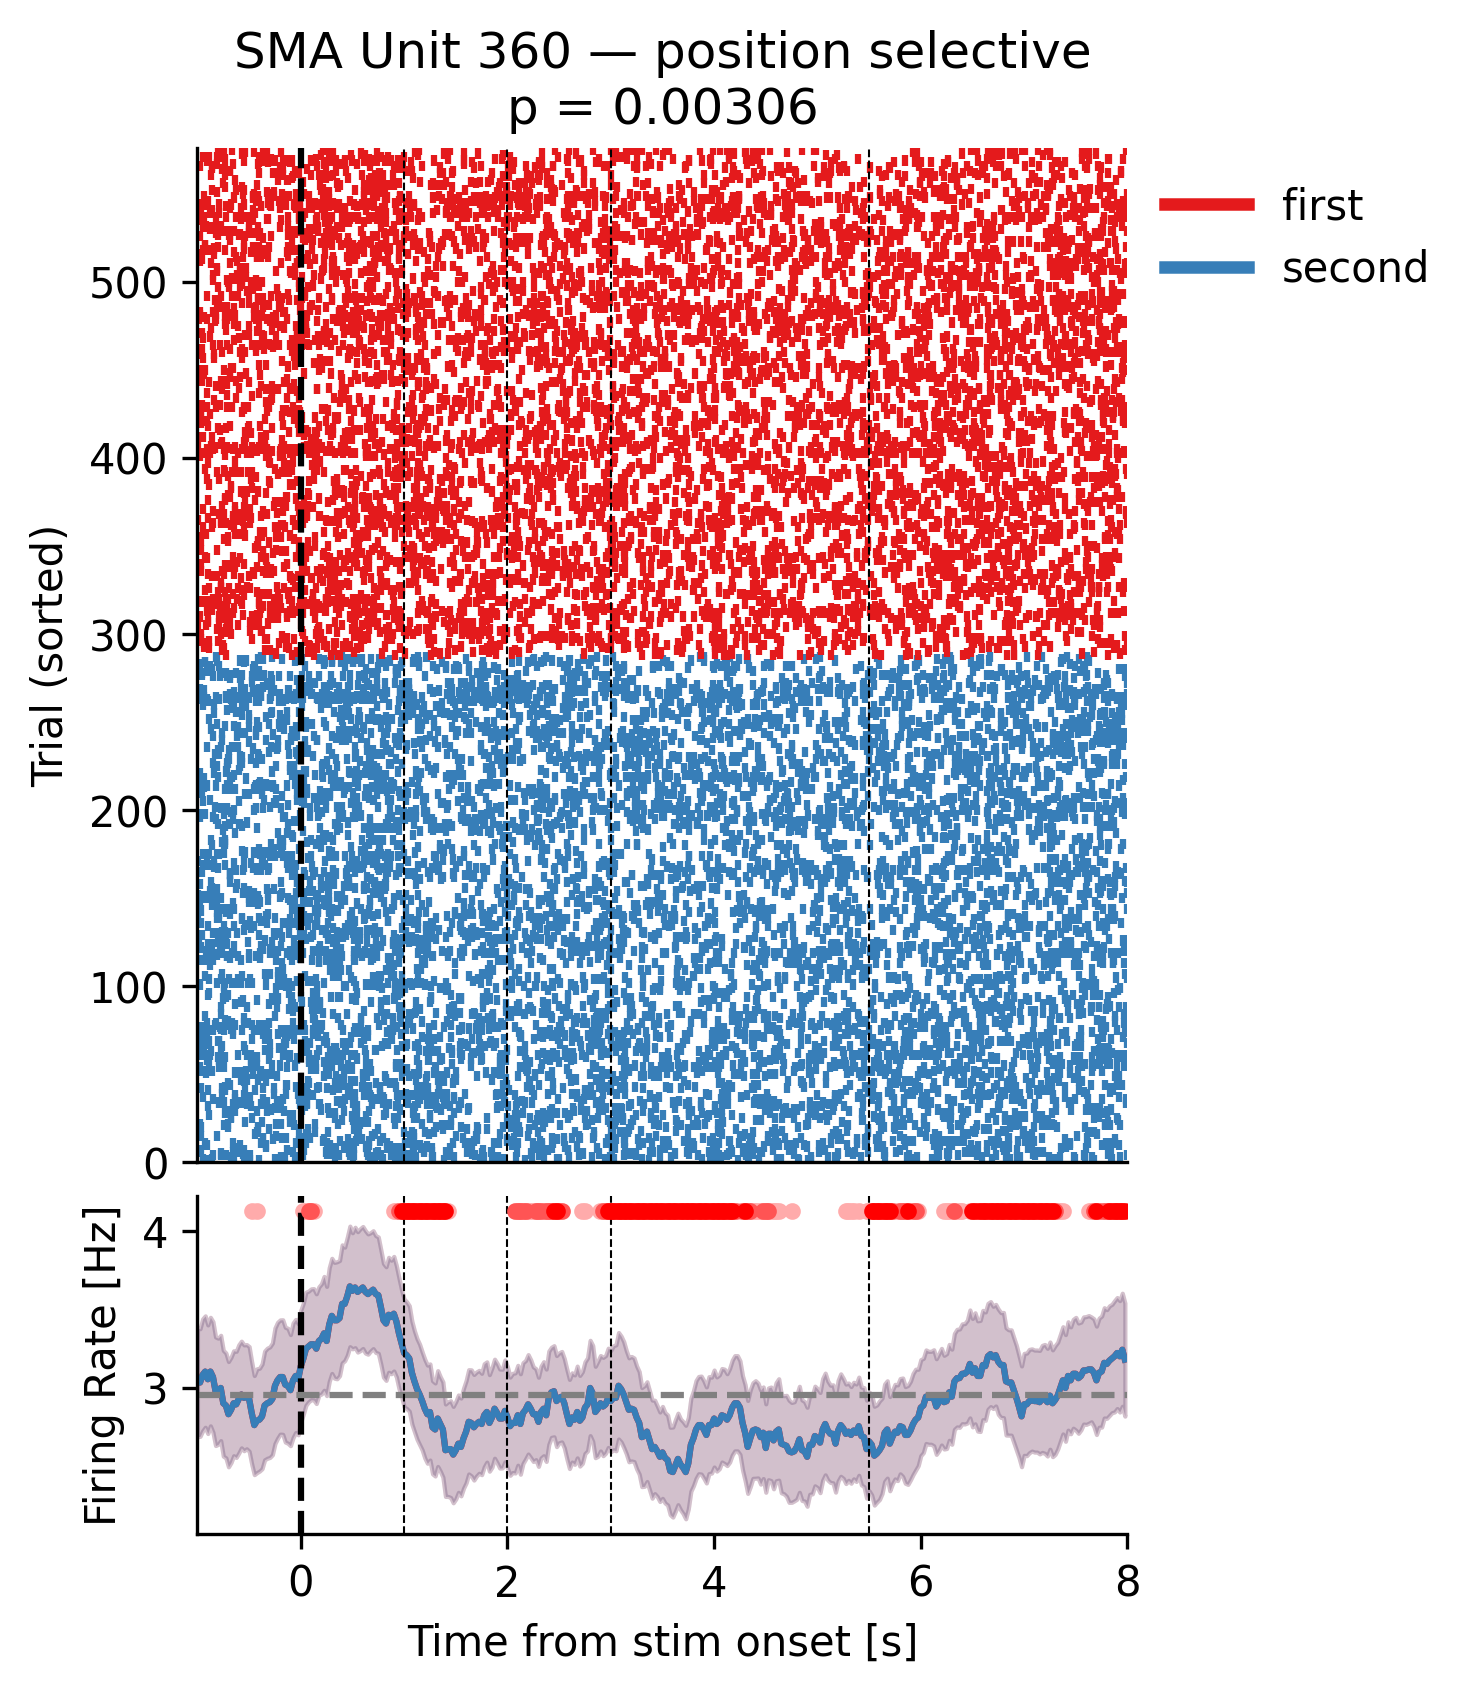 SMA Unit 360 — position selective
p = 0.00306
first
second
500
400
300
200
100
0
Trial (sorted)
4
3
Firing Rate [Hz]
0 2 4 6 8
Time from stim onset [s]